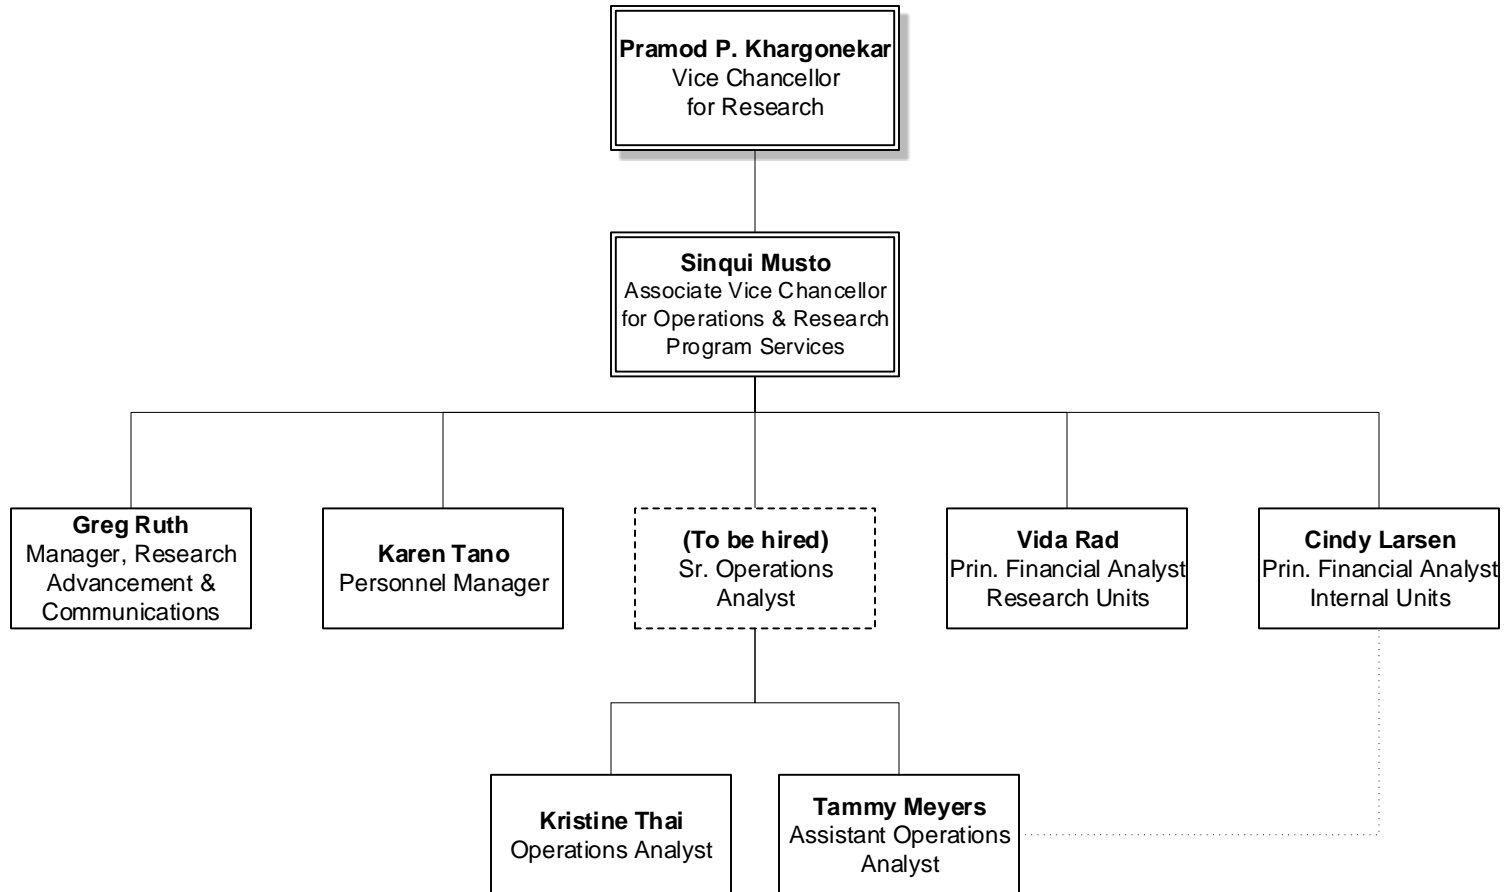 Pramod P. Khargonekar
Vice Chancellor
for Research
Sinqui Musto
Associate Vice Chancellor
for Operations & Research
Program Services
Greg Ruth
Manager, Research
Advancement &
Communications
Karen Tano
Personnel Manager
(To be hired)
Sr. Operations
Analyst
Vida Rad
Prin. Financial Analyst
Research Units
Cindy Larsen
Prin. Financial Analyst
Internal Units
Kristine Thai
Operations Analyst
Tammy Meyers
Assistant Operations
Analyst